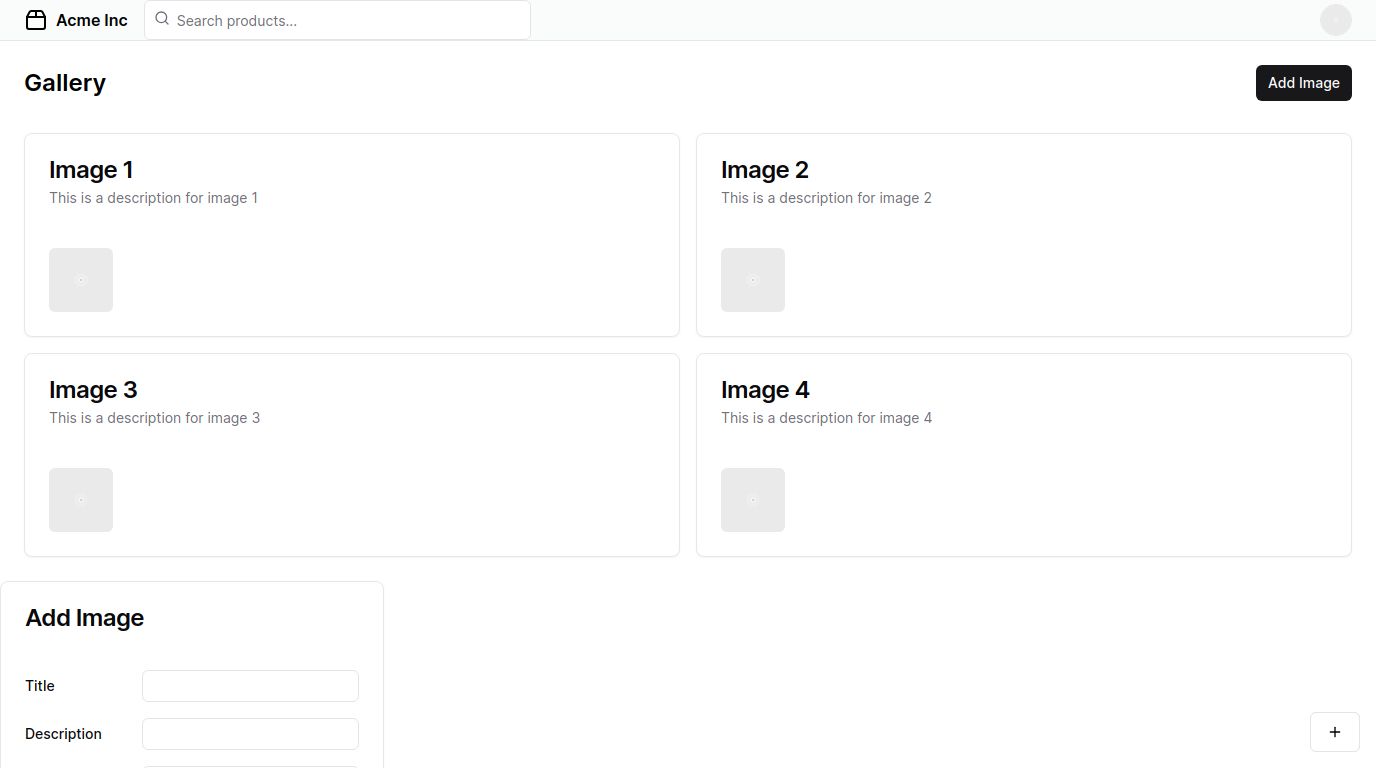 Acme Inc
Search products...
Gallery
Add Image
Image 1
This is a description for image 1
Image 2
This is a description for image 2
Image 3
This is a description for image 3
Image 4
This is a description for image 4
Add Image
Title
Description
+